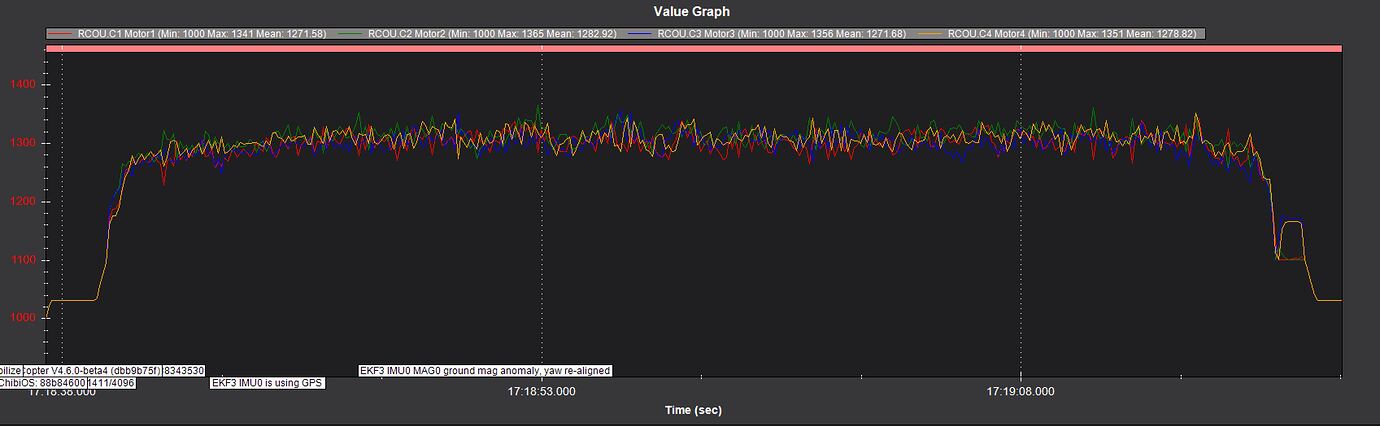 Value Graph
RCOU.C1 Motor1 (Min: 1000 Max: 1341 Mean: 1271.58) RCOU.C2 Motor2 (Min: 1000 Max: 1365 Mean: 1282.92) RCOU.C3 Motor3 (Min: 1000 Max: 1356 Mean: 1271.68) RCOU.C4 Motor4 (Min: 1000 Max: 1351 Mean: 1278.82)
1400
1300
1200
1100
1000
bilize opter V4.6.0-beta4 (dbb9b75f) 8343530 EKF3 IMU0 MAG0 ground mag anomaly, yaw re-aligned
ChibiOS: 88b84600 1411/4096 EKF3 IMU0 is using GPS
17:18:38.000 17:18:53.000 17:19:08.000
Time (sec)